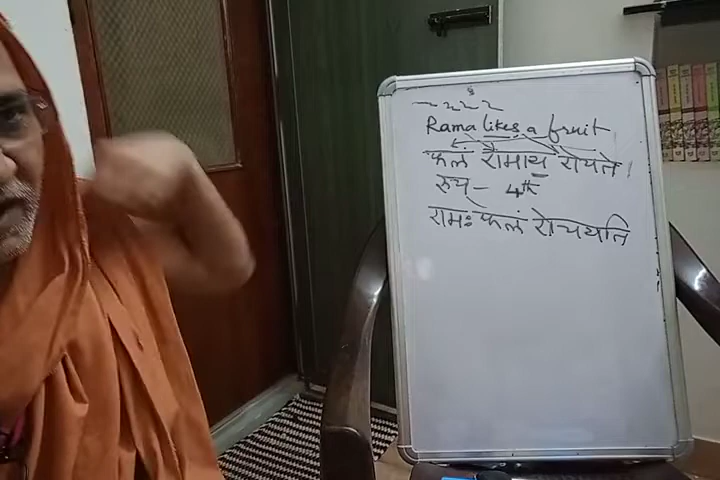 Rama likes a fruit
फलं रामाय रोचते ।
रुच् - 4th
रामः फलं रोचयति